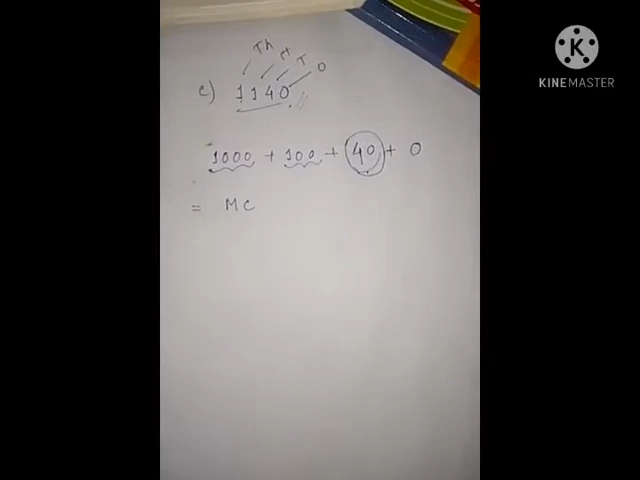 Th H T O
e) 1140
1000 + 100 + 40 + 0
= MC
K
KINEMASTER